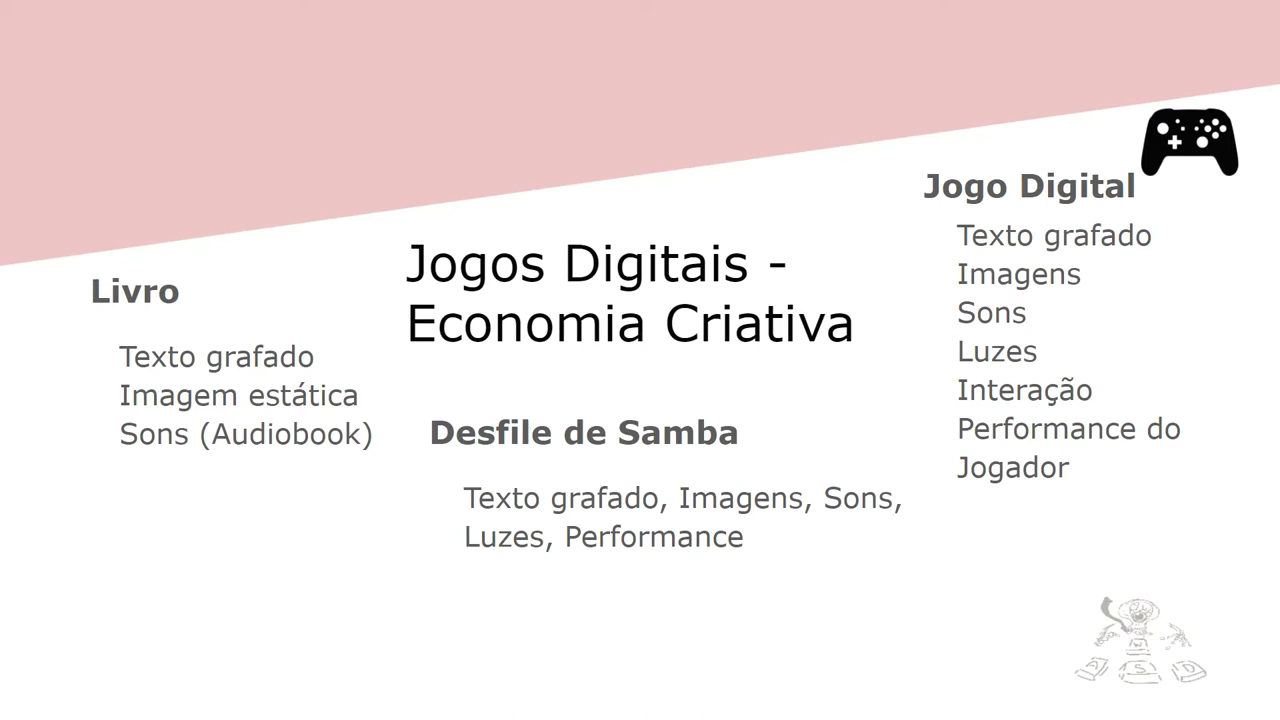 Jogos Digitais -
Economia Criativa
Livro
Texto grafado
Imagem estática
Sons (Audiobook)
Desfile de Samba
Texto grafado, Imagens, Sons,
Luzes, Performance
Jogo Digital
Texto grafado
Imagens
Sons
Luzes
Interação
Performance do
Jogador
W
A S D